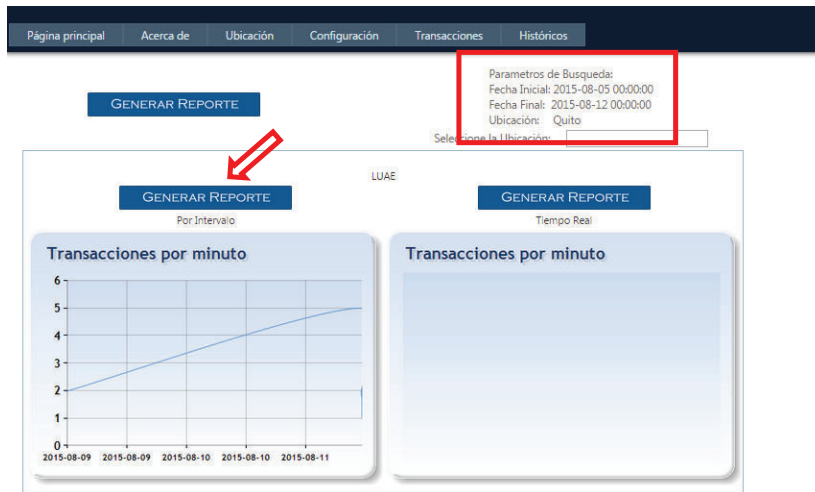 Página principal Acerca de Ubicación Configuración Transacciones Históricos
Parametros de Busqueda:
Fecha Inicial: 2015-08-05 00:00:00
Fecha Final: 2015-08-12 00:00:00
Ubicación: Quito
GENERAR REPORTE
Seleccione la Ubicación:
LUAE
GENERAR REPORTE
Por Intervalo
GENERAR REPORTE
Tiempo Real
Transacciones por minuto
6
5
4
3
2
1
0
2015-08-09 2015-08-09 2015-08-10 2015-08-10 2015-08-11
Transacciones por minuto